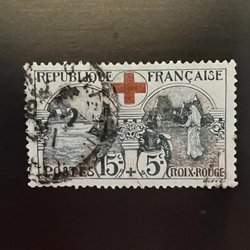 REPUBLIQUE FRANÇAISE
POSTES 15c + 5c CROIX-ROUGE